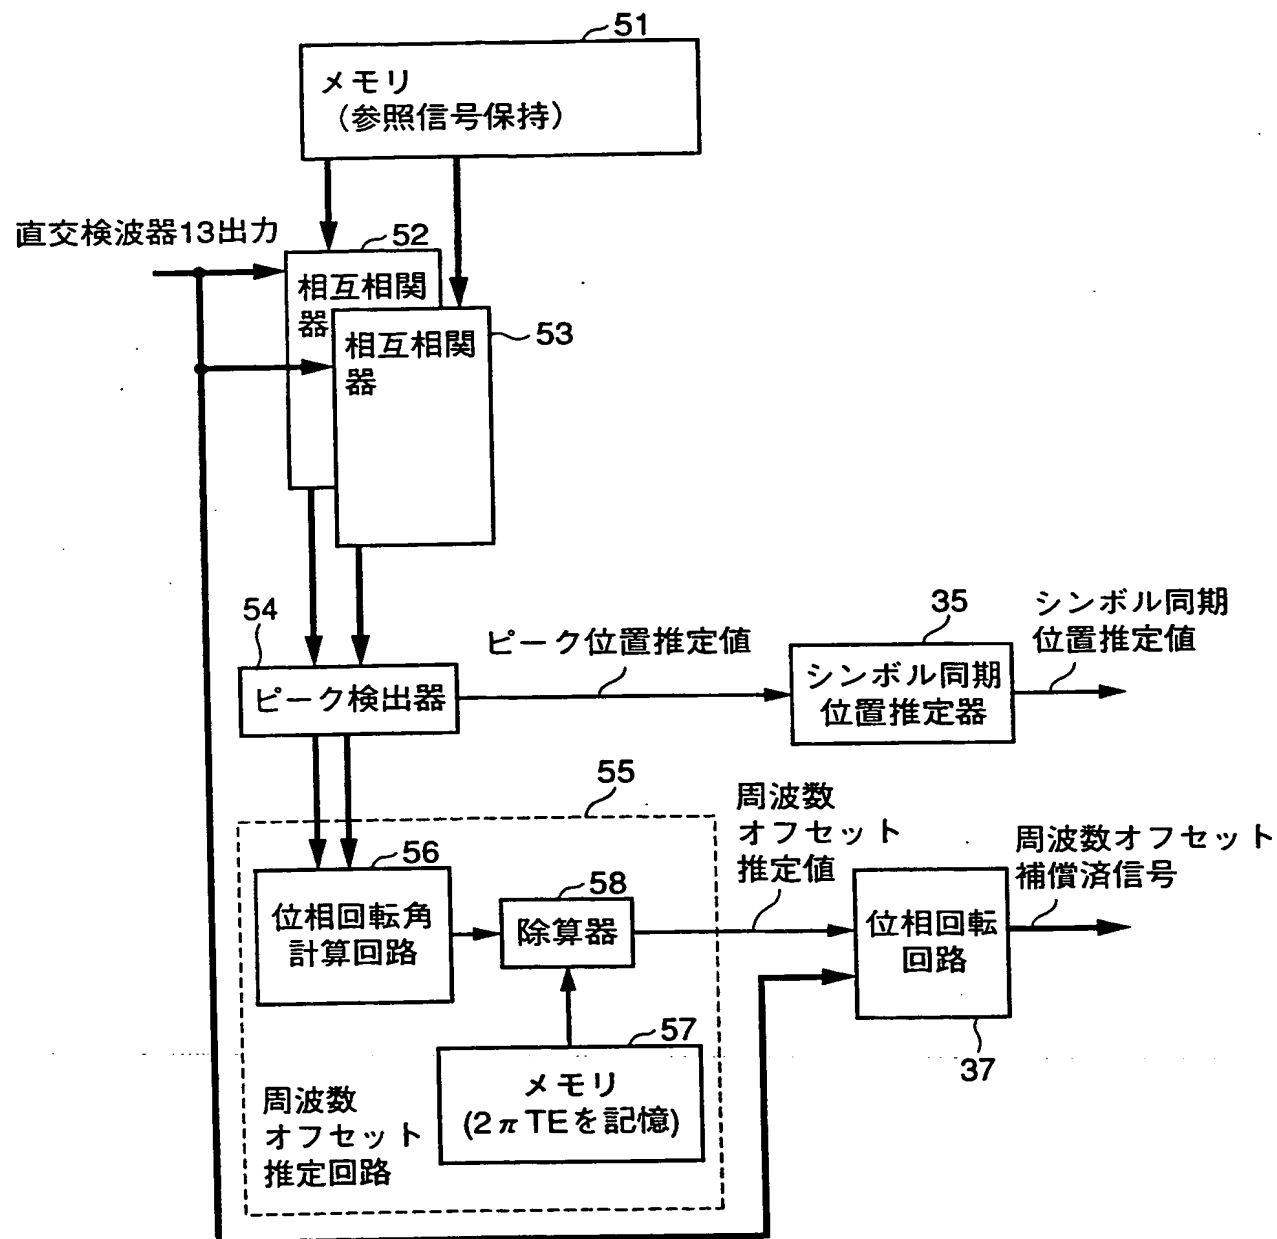 51
メモリ
（参照信号保持）
直交検波器13出力
52
相互相関
器
53
相互相関
器
54
ピーク検出器
ピーク位置推定値
35
シンボル同期
位置推定器
シンボル同期
位置推定値
55
56
位相回転角
計算回路
58
除算器
57
メモリ
(2πTEを記憶)
周波数
オフセット
推定回路
周波数
オフセット
推定値
位相回転
回路
37
周波数オフセット
補償済信号